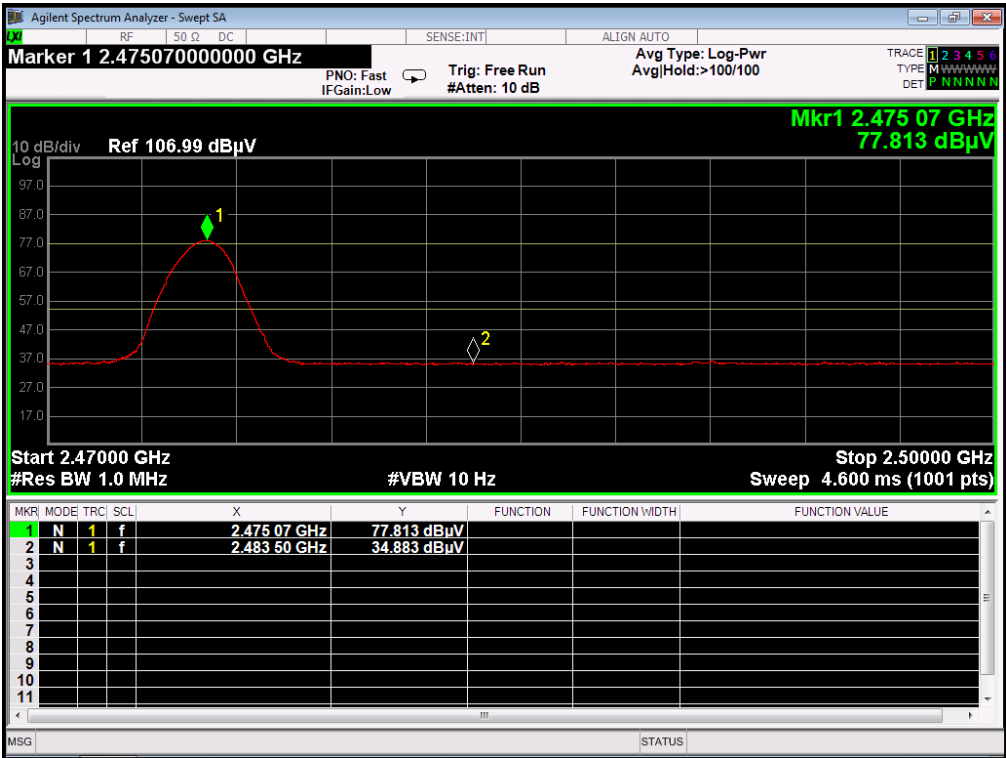 Agilent Spectrum Analyzer - Swept SA
LXI RF 50 Ω DC SENSE:INT ALIGN AUTO
Marker 1 2.475070000000 GHz
PNO: Fast
IFGain:Low
Trig: Free Run
#Atten: 10 dB
Avg Type: Log-Pwr
Avg|Hold:>100/100
TRACE 1 2 3 4 5 6
TYPE M W W W W W
DET P N N N N N
Mkr1 2.475 07 GHz
77.813 dBµV
10 dB/div Ref 106.99 dBµV
Log
97.0
87.0
77.0
67.0
57.0
47.0
37.0
27.0
17.0
1
2
Start 2.47000 GHz Stop 2.50000 GHz
#Res BW 1.0 MHz #VBW 10 Hz Sweep 4.600 ms (1001 pts)
MKR MODE TRC SCL X Y FUNCTION FUNCTION WIDTH FUNCTION VALUE
1 N 1 f 2.475 07 GHz 77.813 dBµV
2 N 1 f 2.483 50 GHz 34.883 dBµV
3
4
5
6
7
8
9
10
11
MSG STATUS